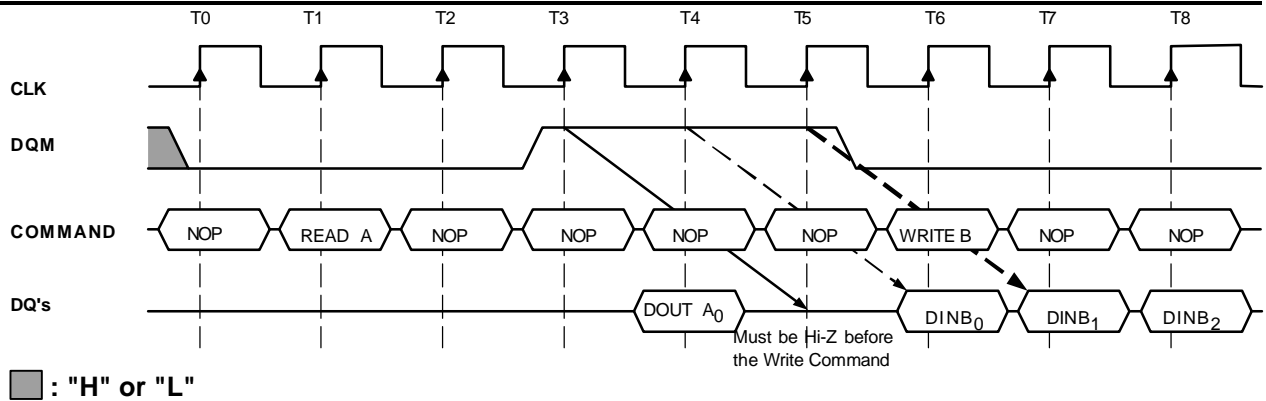 T0 T1 T2 T3 T4 T5 T6 T7 T8
CLK
DQM
COMMAND NOP READ A NOP NOP NOP NOP WRITE B NOP NOP
DQ's DOUT A0 DINB0 DINB1 DINB2
Must be Hi-Z before
the Write Command
: "H" or "L"